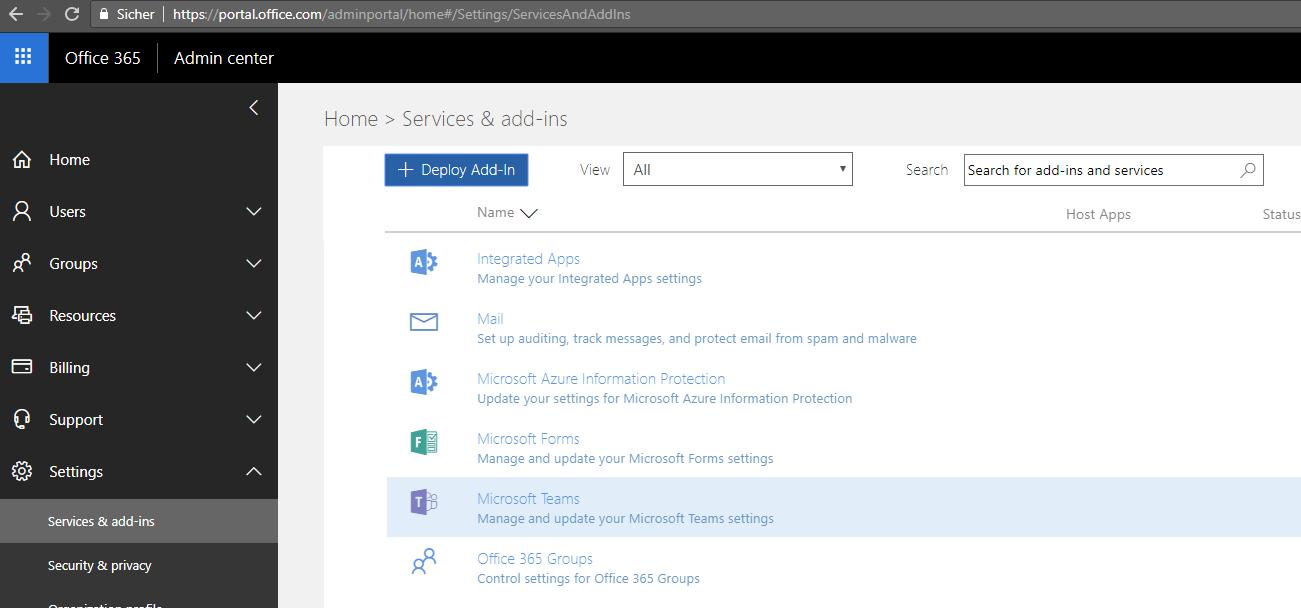 Sicher https://portal.office.com/adminportal/home#/Settings/ServicesAndAddIns
Office 365 Admin center
Home > Services & add-ins
Home
Users
Groups
Resources
Billing
Support
Settings
Services & add-ins
Security & privacy
Organization profile
+ Deploy Add-In View All Search Search for add-ins and services
Name Host Apps Status
Integrated Apps
Manage your Integrated Apps settings
Mail
Set up auditing, track messages, and protect email from spam and malware
Microsoft Azure Information Protection
Update your settings for Microsoft Azure Information Protection
Microsoft Forms
Manage and update your Microsoft Forms settings
Microsoft Teams
Manage and update your Microsoft Teams settings
Office 365 Groups
Control settings for Office 365 Groups